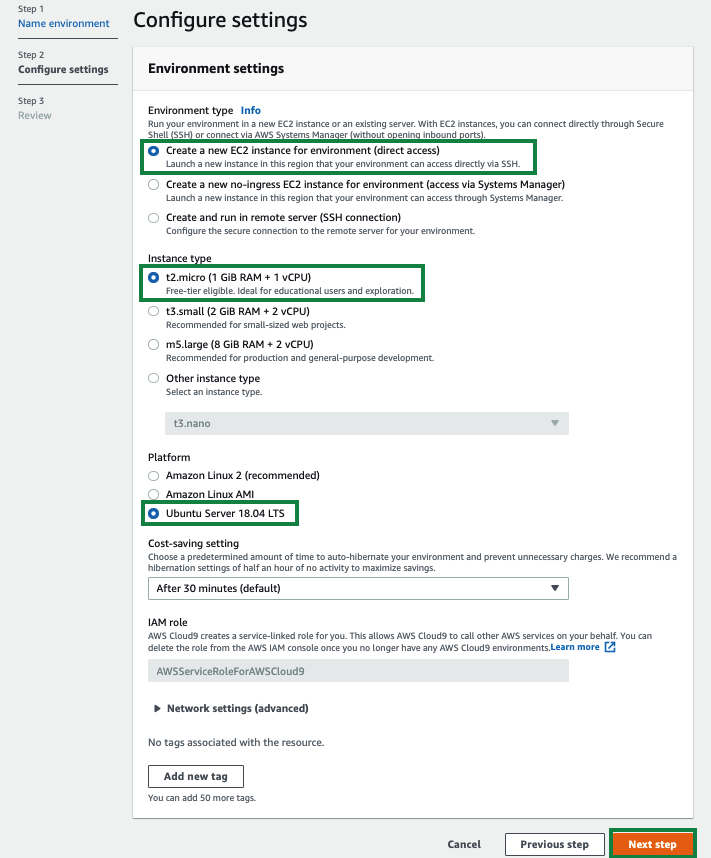 Step 1
Name environment
Step 2
Configure settings
Step 3
Review
Configure settings
Environment settings
Environment type Info
Run your environment in a new EC2 instance or an existing server. With EC2 instances, you can connect directly through Secure
Shell (SSH) or connect via AWS Systems Manager (without opening inbound ports).
Create a new EC2 instance for environment (direct access)
Launch a new instance in this region that your environment can access directly via SSH.
Create a new no-ingress EC2 instance for environment (access via Systems Manager)
Launch a new instance in this region that your environment can access through Systems Manager.
Create and run in remote server (SSH connection)
Configure the secure connection to the remote server for your environment.
Instance type
t2.micro (1 GiB RAM + 1 vCPU)
Free-tier eligible. Ideal for educational users and exploration.
t3.small (2 GiB RAM + 2 vCPU)
Recommended for small-sized web projects.
m5.large (8 GiB RAM + 2 vCPU)
Recommended for production and general-purpose development.
Other instance type
Select an instance type.
t3.nano
Platform
Amazon Linux 2 (recommended)
Amazon Linux AMI
Ubuntu Server 18.04 LTS
Cost-saving setting
Choose a predetermined amount of time to auto-hibernate your environment and prevent unnecessary charges. We recommend a
hibernation settings of half an hour of no activity to maximize savings.
After 30 minutes (default)
IAM role
AWS Cloud9 creates a service-linked role for you. This allows AWS Cloud9 to call other AWS services on your behalf. You can
delete the role from the AWS IAM console once you no longer have any AWS Cloud9 environments. Learn more
AWSServiceRoleForAWSCloud9
Network settings (advanced)
No tags associated with the resource.
Add new tag
You can add 50 more tags.
Cancel
Previous step
Next step